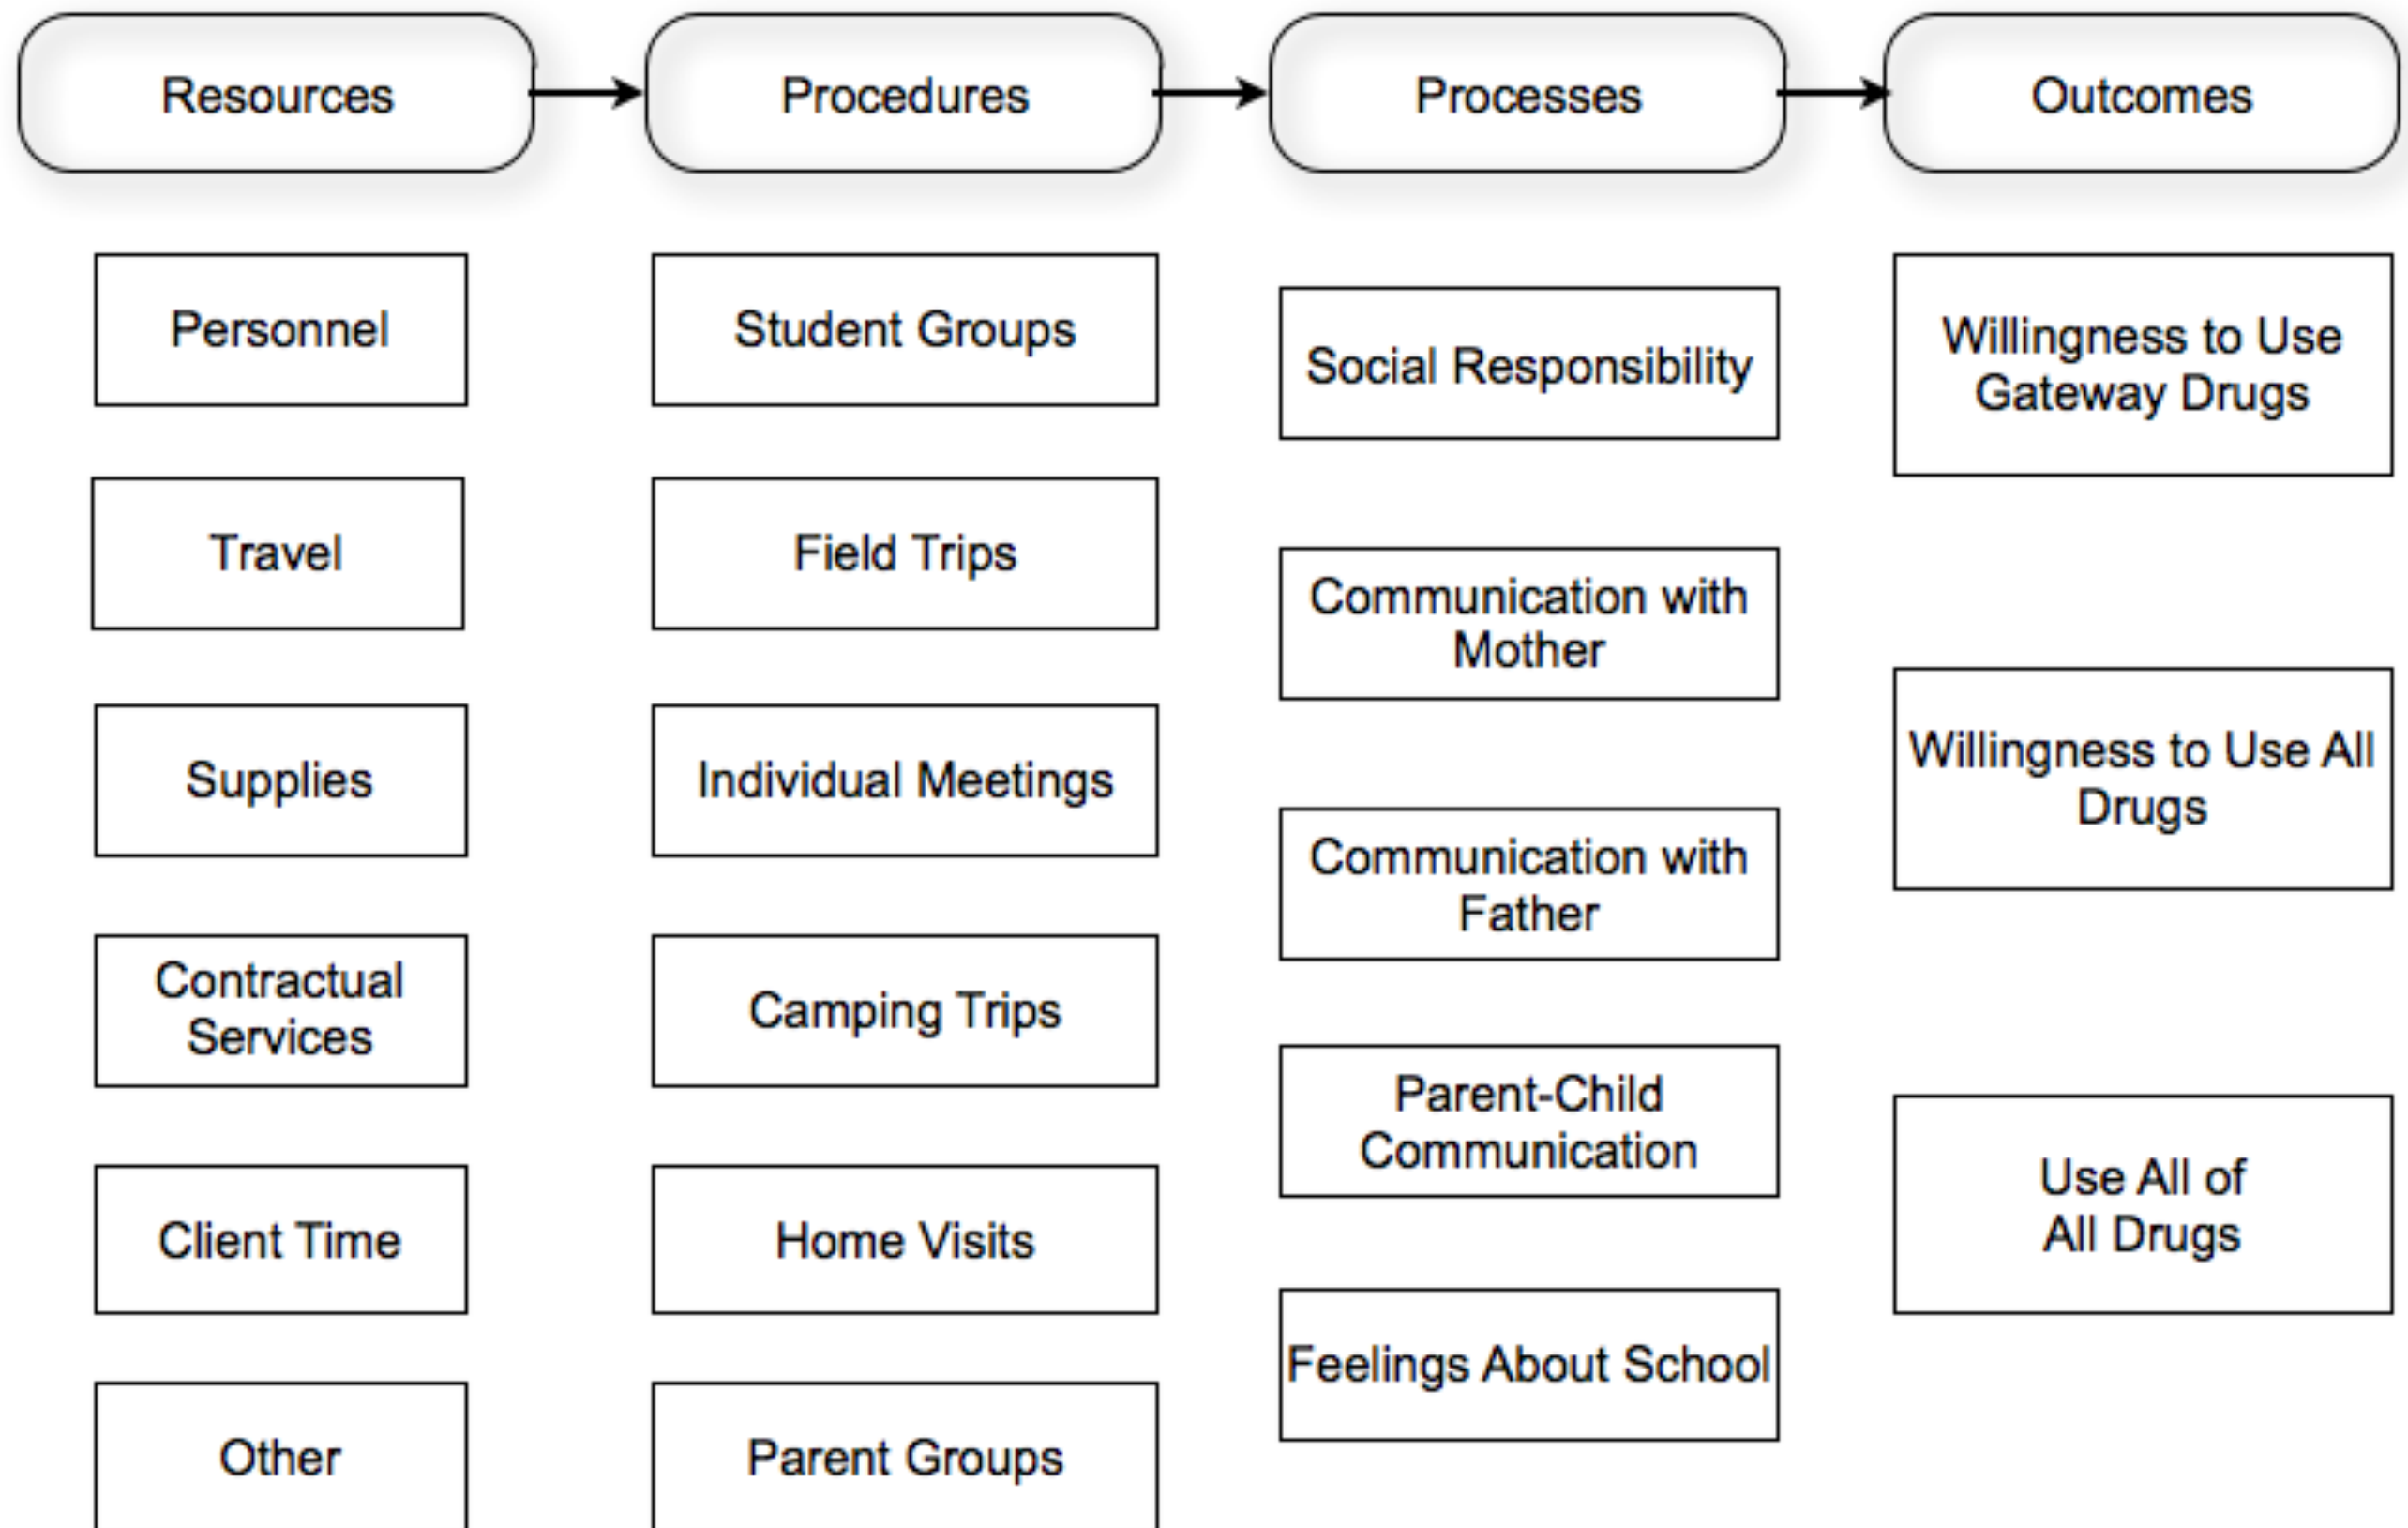 Resources
Procedures
Processes
Outcomes
Personnel
Travel
Supplies
Contractual
Services
Client Time
Other
Student Groups
Field Trips
Individual Meetings
Camping Trips
Home Visits
Parent Groups
Social Responsibility
Communication with
Mother
Communication with
Father
Parent-Child
Communication
Feelings About School
Willingness to Use
Gateway Drugs
Willingness to Use All
Drugs
Use All of
All Drugs